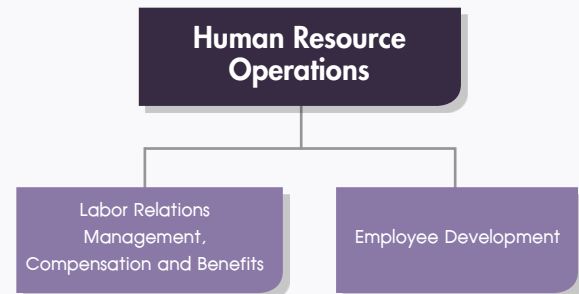 Human Resource
Operations
Labor Relations
Management,
Compensation and Benefits
Employee Development